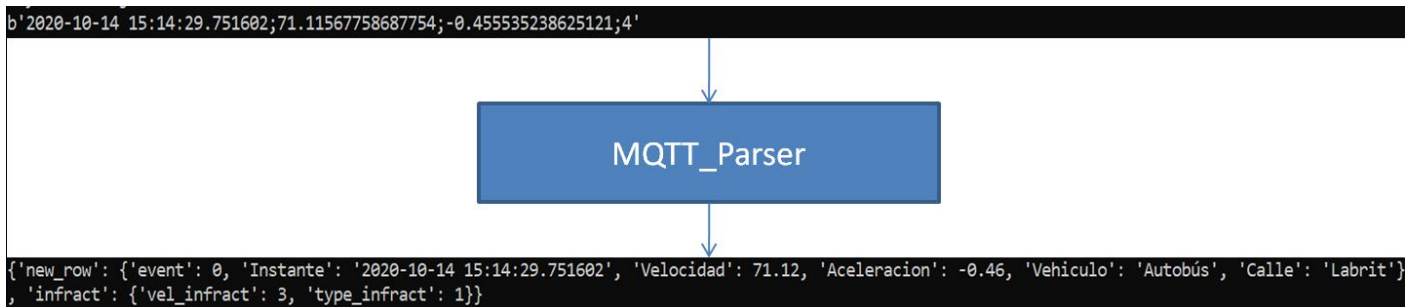 b'2020-10-14 15:14:29.751602;71.11567758687754;-0.455535238625121;4'
MQTT_Parser
{'new_row': {'event': 0, 'Instante': '2020-10-14 15:14:29.751602', 'Velocidad': 71.12, 'Aceleracion': -0.46, 'Vehiculo': 'Autobús', 'Calle': 'Labrit'}
, 'infract': {'vel_infract': 3, 'type_infract': 1}}